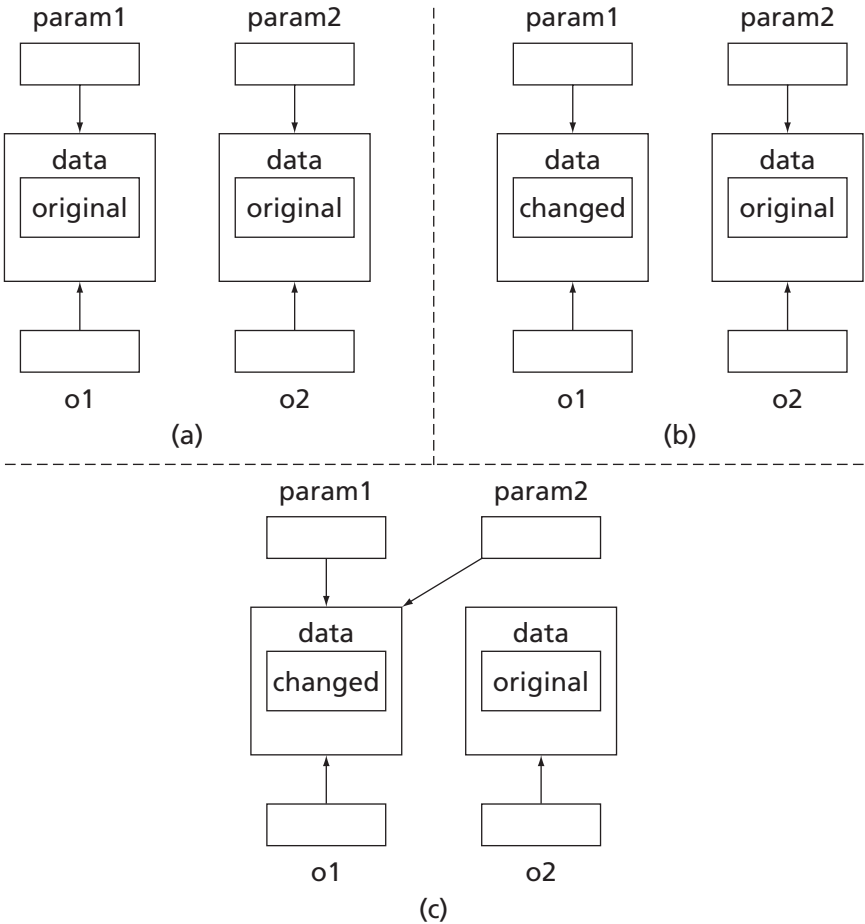 param1 param2 param1 param2
data data data data
original original changed original
o1 o2 o1 o2
(a) (b)
param1 param2
data data
changed original
o1 o2
(c)